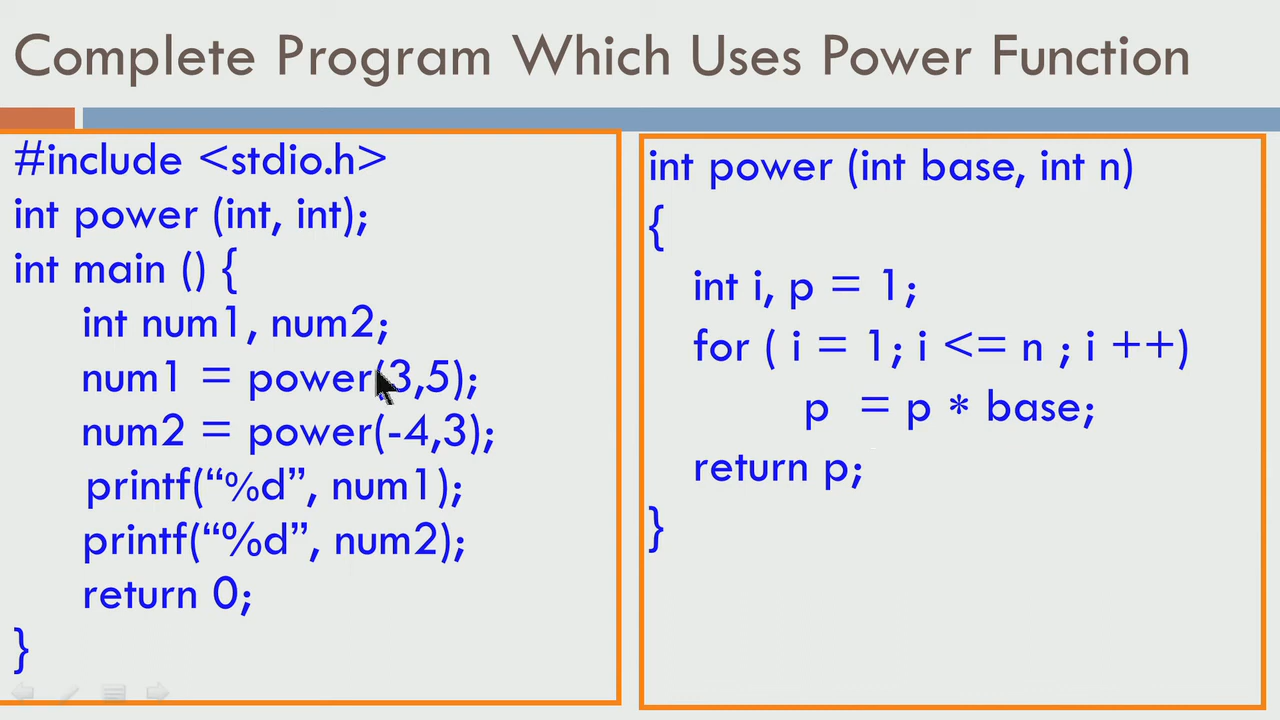 Complete Program Which Uses Power Function
#include <stdio.h>
int power (int, int);
int main () {
int num1, num2;
num1 = power(3,5);
num2 = power(-4,3);
printf(“%d”, num1);
printf(“%d”, num2);
return 0;
}
int power (int base, int n)
{
int i, p = 1;
for ( i = 1; i <= n ; i ++)
p = p * base;
return p;
}